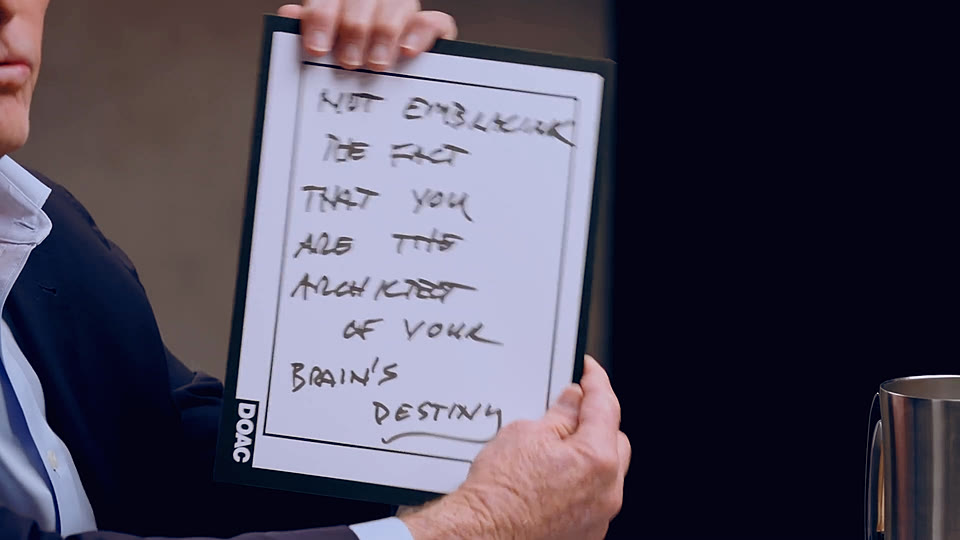 NOT EMBRACING
THE FACT
THAT YOU
ARE THE
ARCHITECT
OF YOUR
BRAIN'S
DESTINY
DOAC